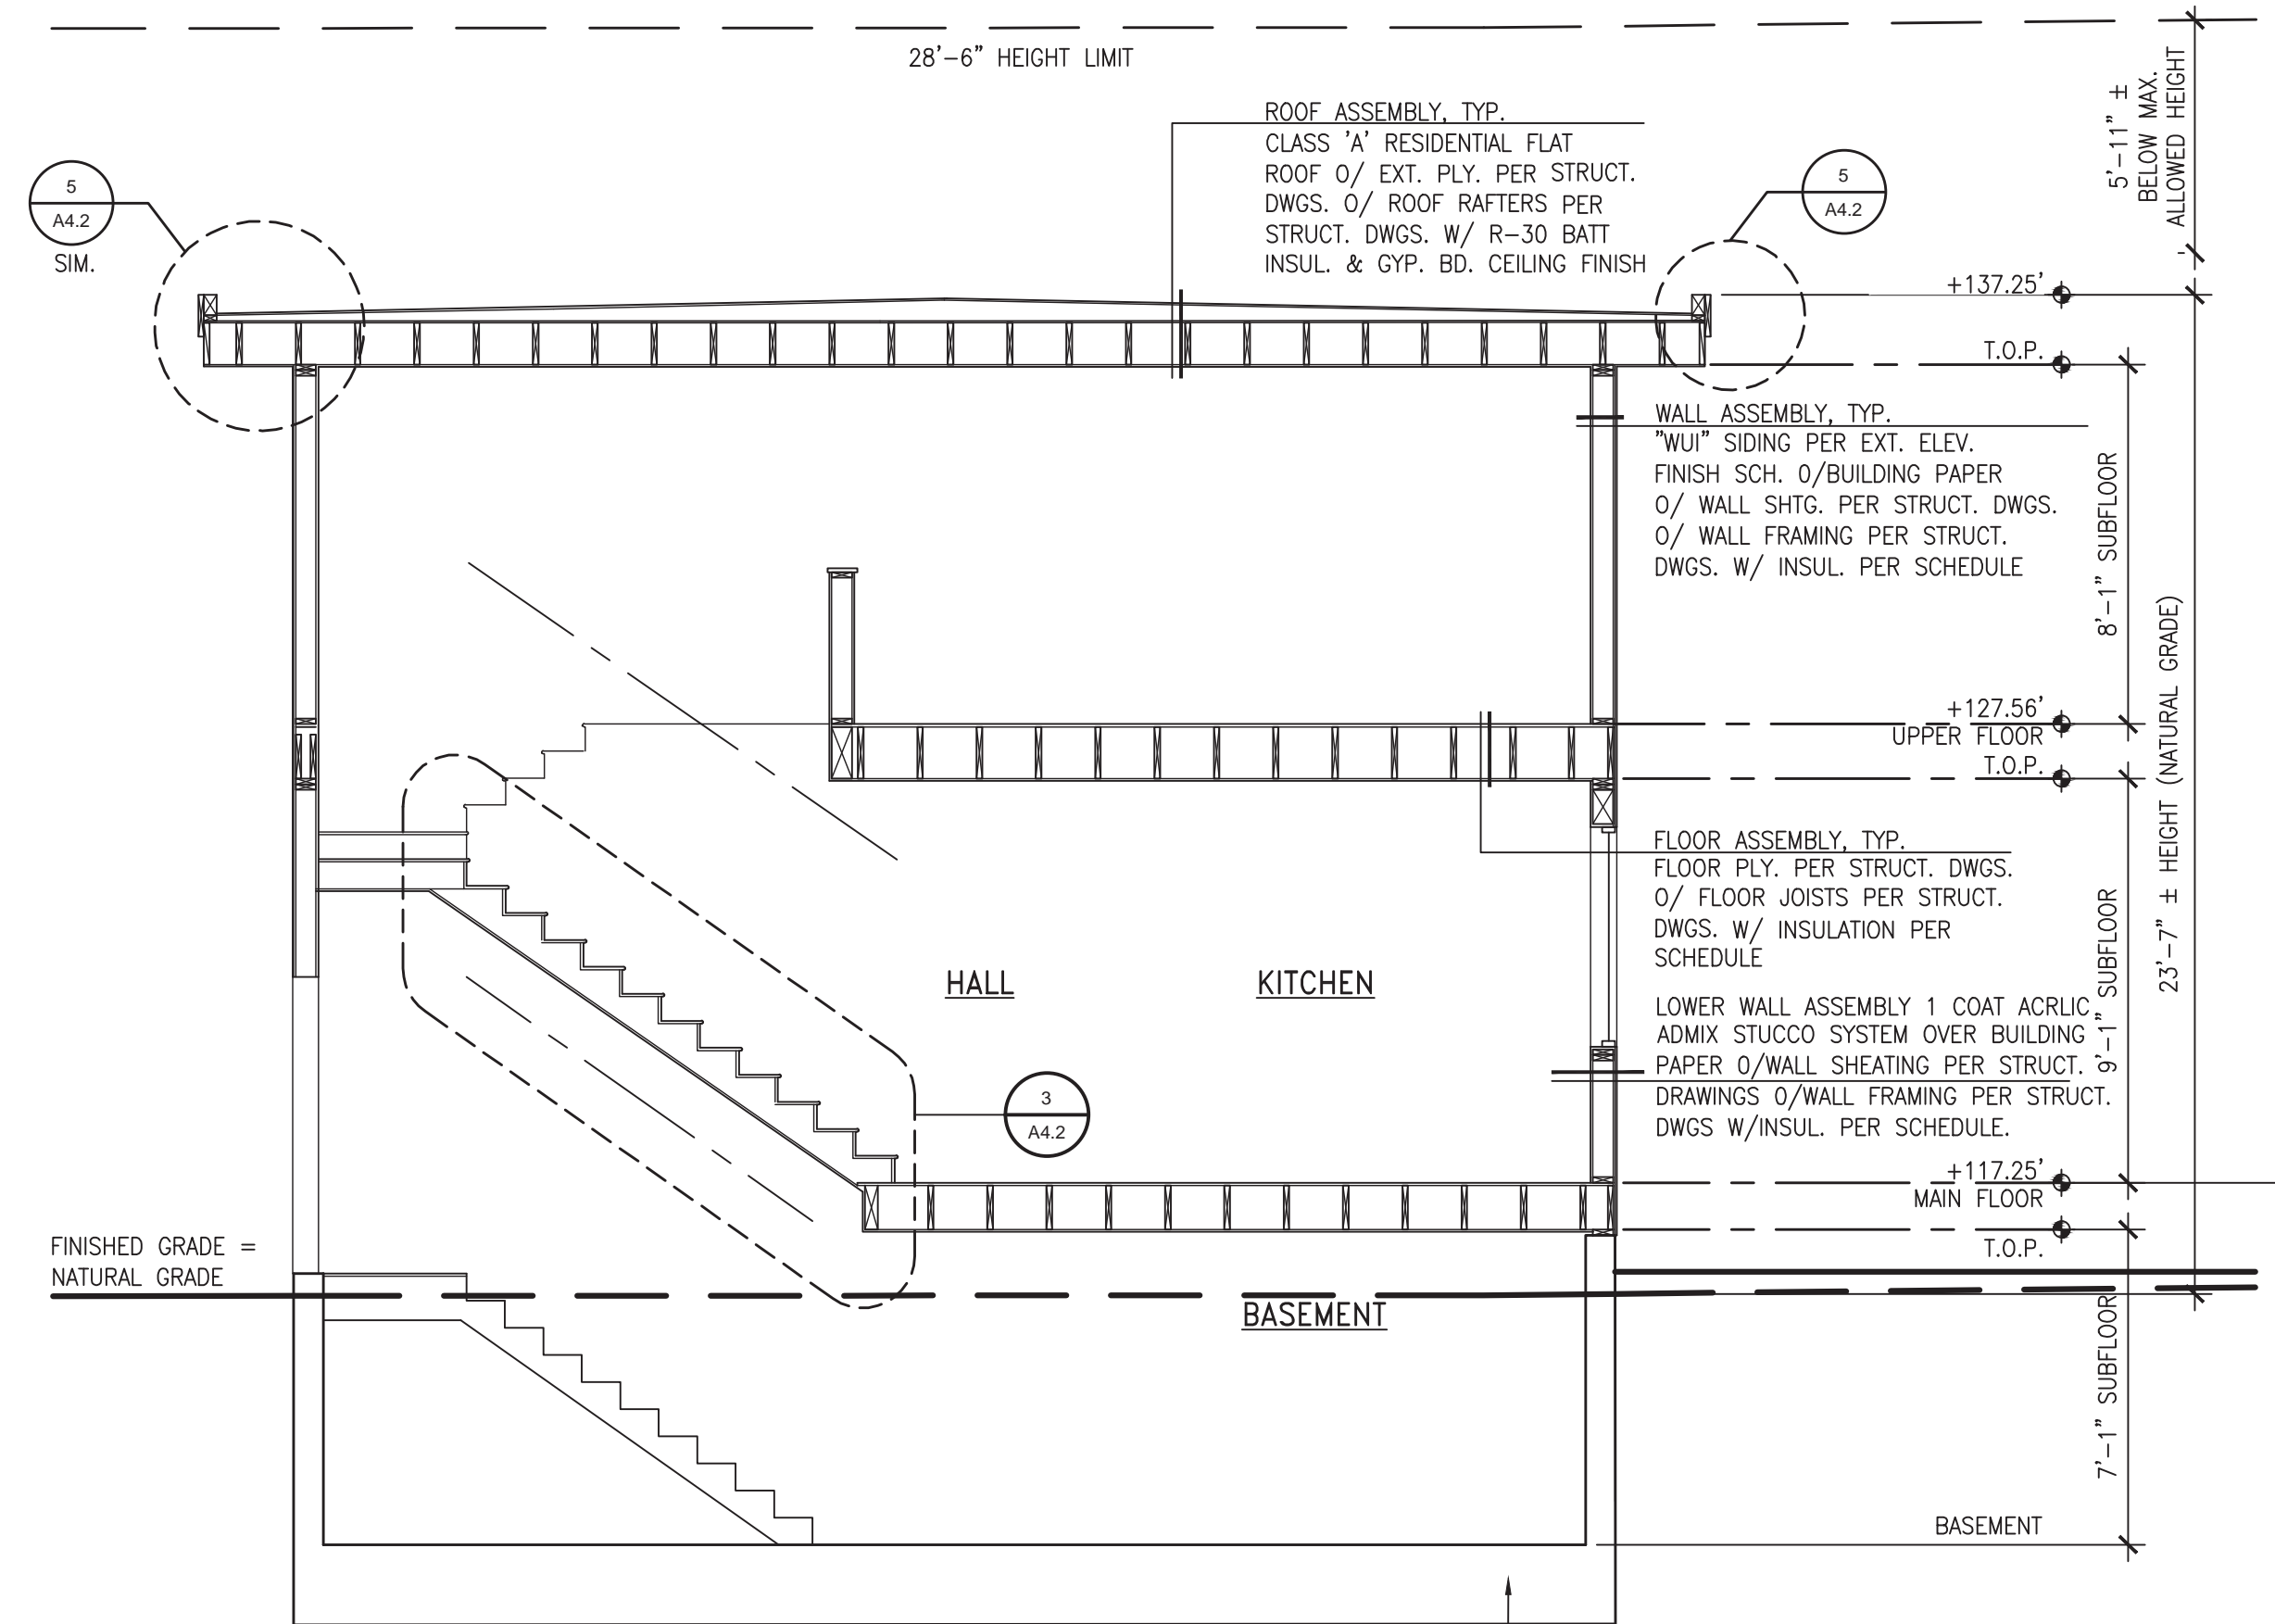 28'-6" HEIGHT LIMIT
5'-11" ±
BELOW MAX.
ALLOWED HEIGHT
ROOF ASSEMBLY, TYP.
CLASS 'A' RESIDENTIAL FLAT
ROOF O/ EXT. PLY. PER STRUCT.
DWGS. O/ ROOF RAFTERS PER
STRUCT. DWGS. W/ R-30 BATT
INSUL. & GYP. BD. CEILING FINISH
5
A4.2
SIM.
5
A4.2
+137.25'
T.O.P.
WALL ASSEMBLY, TYP.
"WUI" SIDING PER EXT. ELEV.
FINISH SCH. O/BUILDING PAPER
O/ WALL SHTG. PER STRUCT. DWGS.
O/ WALL FRAMING PER STRUCT.
DWGS. W/ INSUL. PER SCHEDULE
8'-1" SUBFLOOR
23'-7" ± HEIGHT (NATURAL GRADE)
+127.56'
UPPER FLOOR
T.O.P.
FLOOR ASSEMBLY, TYP.
FLOOR PLY. PER STRUCT. DWGS.
O/ FLOOR JOISTS PER STRUCT.
DWGS. W/ INSULATION PER
SCHEDULE
9'-1" SUBFLOOR
HALL
KITCHEN
LOWER WALL ASSEMBLY 1 COAT ACRLIC
ADMIX STUCCO SYSTEM OVER BUILDING
PAPER O/WALL SHEATING PER STRUCT.
DRAWINGS O/WALL FRAMING PER STRUCT.
DWGS W/INSUL. PER SCHEDULE.
3
A4.2
+117.25'
MAIN FLOOR
T.O.P.
FINISHED GRADE =
NATURAL GRADE
BASEMENT
7'-1" SUBFLOOR
BASEMENT